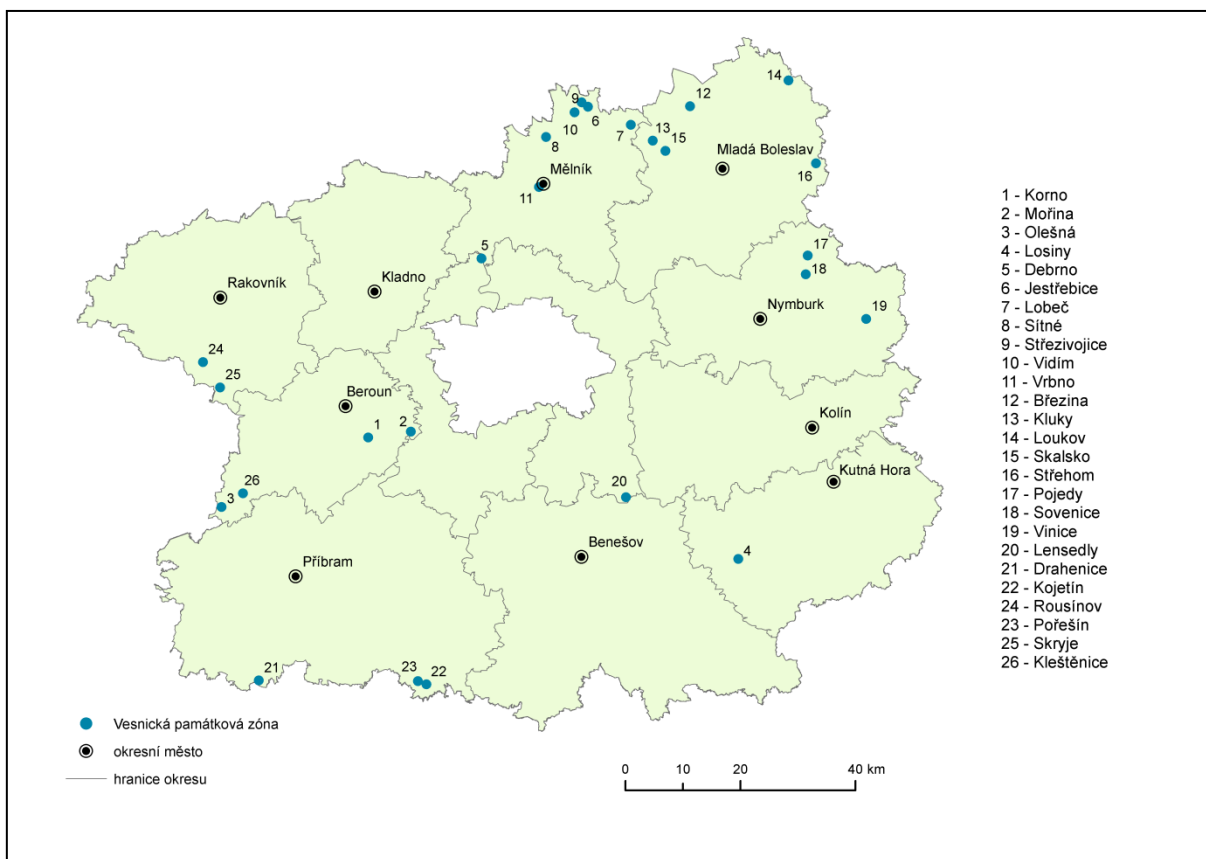 14
12
9
6
10
7
13
8
15
Mladá Boleslav
Mělník
16
11
17
5
18
Kladno
Rakovník
Nymburk
19
24
25
Beroun
1
2
Kolín
Kutná Hora
26
20
3
Benešov
4
Příbram
21
23
22
Vesnická památková zóna
okresní město
hranice okresu
0 10 20 40 km
1 - Korno
2 - Mořina
3 - Olešná
4 - Losiny
5 - Debrno
6 - Jestřebice
7 - Lobeč
8 - Sítné
9 - Střezivojice
10 - Vidím
11 - Vrbno
12 - Březina
13 - Kluky
14 - Loukov
15 - Skalsko
16 - Střehom
17 - Pojedy
18 - Sovenice
19 - Vinice
20 - Lensedly
21 - Drahenice
22 - Kojetín
24 - Rousínov
23 - Pořešín
25 - Skryje
26 - Kleštěnice